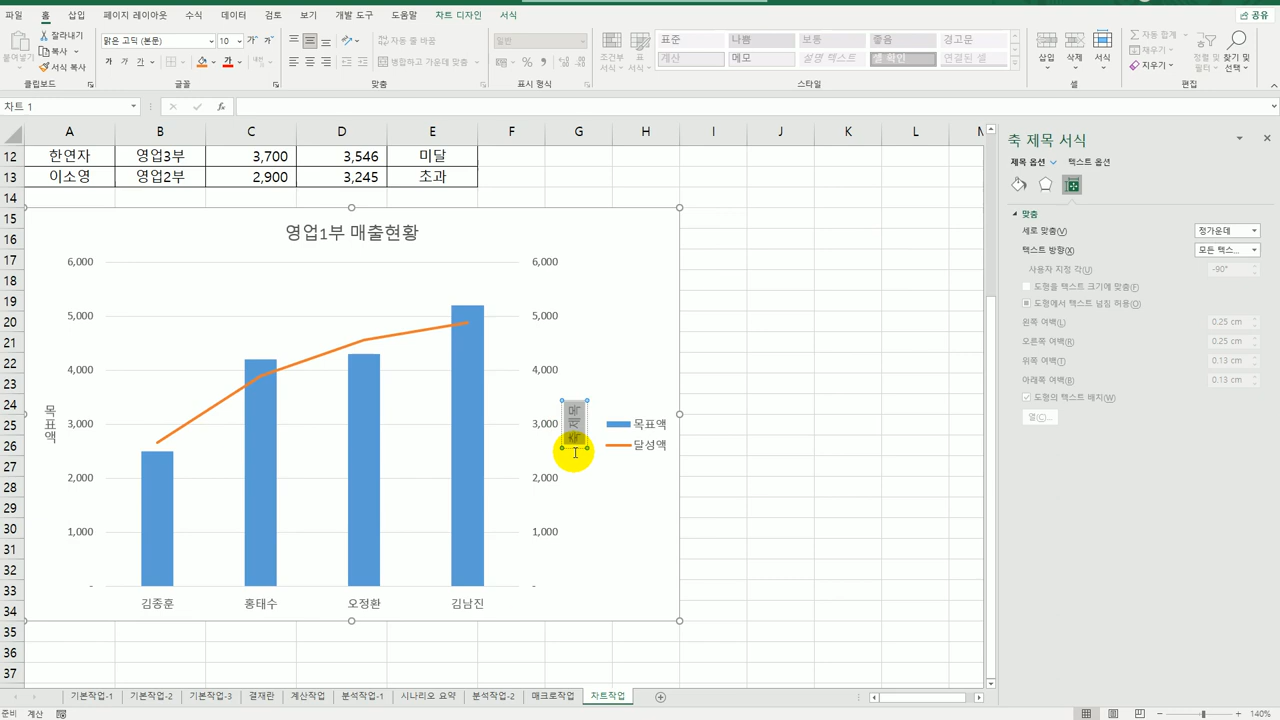 파일 홈 삽입 페이지 레이아웃 수식 데이터 검토 보기 개발 도구 도움말 차트 디자인 서식 공유
붙여넣기
잘라내기
복사
서식 복사
클립보드
맑은 고딕 (본문) 10
가 가 가
글꼴
자동 줄 바꿈
병합하고 가운데 맞춤
맞춤
일반
표시 형식
조건부 서식
표 서식
표준 나쁨 보통 좋음 경고문
계산 메모 설명 텍스트 셀 확인 연결된 셀
스타일
삽입 삭제 서식
셀
자동 합계
채우기
지우기
정렬 및 필터
찾기 및 선택
편집
차트 1 fx
A B C D E F G H I J K L M
12 한연자 영업3부 3,700 3,546 미달
13 이소영 영업2부 2,900 3,245 초과
14
15
16
17
18
19
20
21
22
23
24
25
26
27
28
29
30
31
32
33
34
35
36
37
영업1부 매출현황
6,000 6,000
5,000 5,000
4,000 4,000
3,000 3,000
2,000 2,000
1,000 1,000
- -
목표액
축 제목
목표액
달성액
김종훈 홍태수 오정환 김남진
축 제목 서식
제목 옵션 텍스트 옵션
맞춤
세로 맞춤(V) 정가운데
텍스트 방향(X) 모든 텍스...
사용자 지정 각(U) -90°
도형을 텍스트 크기에 맞춤(F)
도형에서 텍스트 넘침 허용(O)
왼쪽 여백(L) 0.25 cm
오른쪽 여백(R) 0.25 cm
위쪽 여백(T) 0.13 cm
아래쪽 여백(B) 0.13 cm
도형의 텍스트 배치(W)
열(C)...
기본작업-1 기본작업-2 기본작업-3 결재란 계산작업 분석작업-1 시나리오 요약 분석작업-2 매크로작업 차트작업
준비 계산 140%